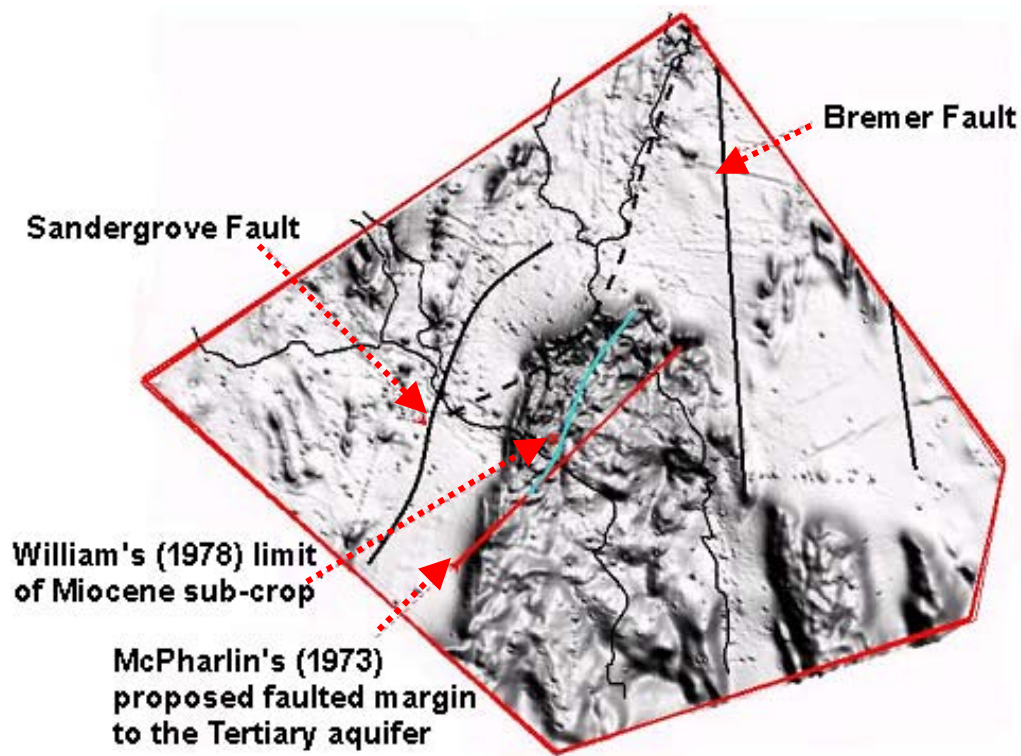 Bremer Fault
Sandergrove Fault
William's (1978) limit
of Miocene sub-crop
McPharlin's (1973)
proposed faulted margin
to the Tertiary aquifer